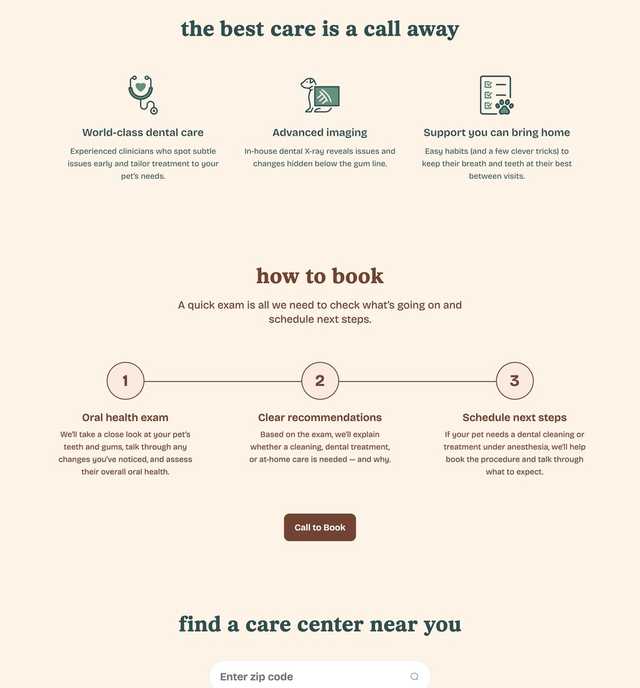 the best care is a call away
World-class dental care
Experienced clinicians who spot subtle
issues early and tailor treatment to your
pet's needs.
Advanced imaging
In-house dental X-ray reveals issues and
changes hidden below the gum line.
Support you can bring home
Easy habits (and a few clever tricks) to
keep their breath and teeth at their best
between visits.
how to book
A quick exam is all we need to check what's going on and
schedule next steps.
1
Oral health exam
We'll take a close look at your pet's
teeth and gums, talk through any
changes you've noticed, and assess
their overall oral health.
2
Clear recommendations
Based on the exam, we'll explain
whether a cleaning, dental treatment,
or at-home care is needed — and why.
3
Schedule next steps
If your pet needs a dental cleaning or
treatment under anesthesia, we'll help
book the procedure and talk through
what to expect.
Call to Book
find a care center near you
Enter zip code